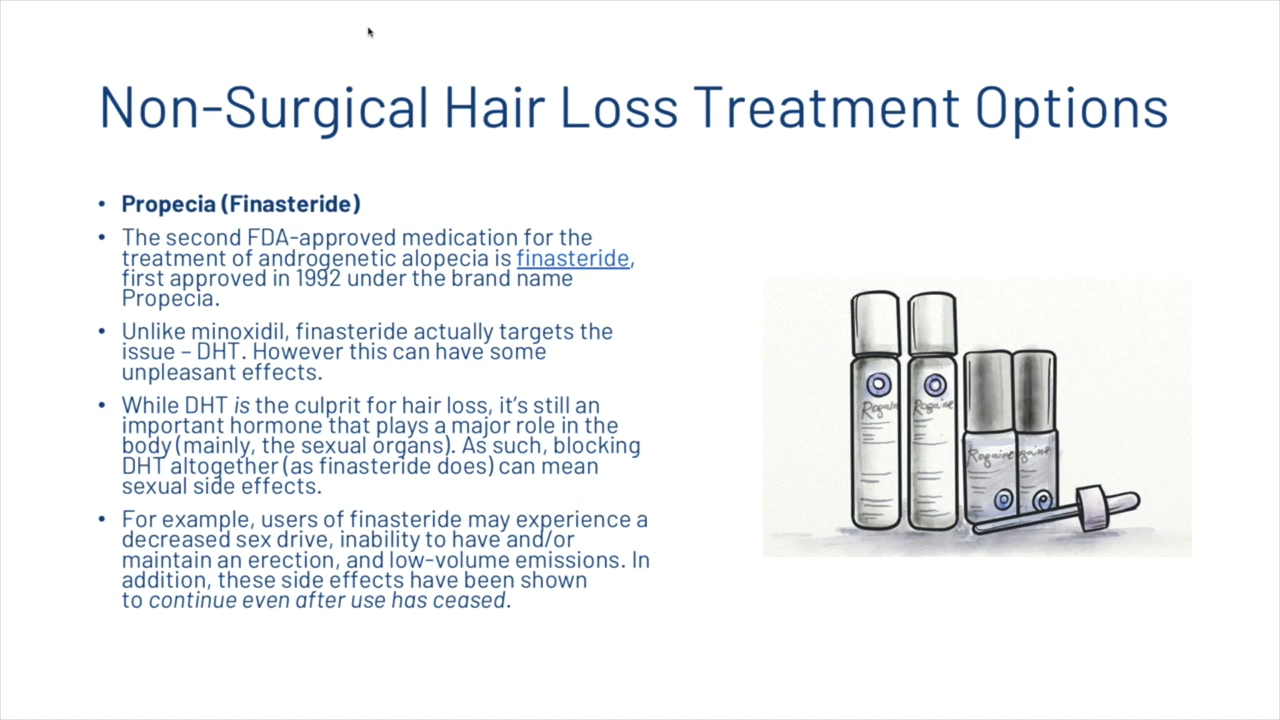 Non-Surgical Hair Loss Treatment Options
• Propecia (Finasteride)
• The second FDA-approved medication for the
treatment of androgenetic alopecia is finasteride,
first approved in 1992 under the brand name
Propecia.
• Unlike minoxidil, finasteride actually targets the
issue – DHT. However this can have some
unpleasant effects.
• While DHT is the culprit for hair loss, it's still an
important hormone that plays a major role in the
body (mainly, the sexual organs). As such, blocking
DHT altogether (as finasteride does) can mean
sexual side effects.
• For example, users of finasteride may experience a
decreased sex drive, inability to have and/or
maintain an erection, and low-volume emissions. In
addition, these side effects have been shown
to continue even after use has ceased.
Rogain Rogaine
Rogaine gaine